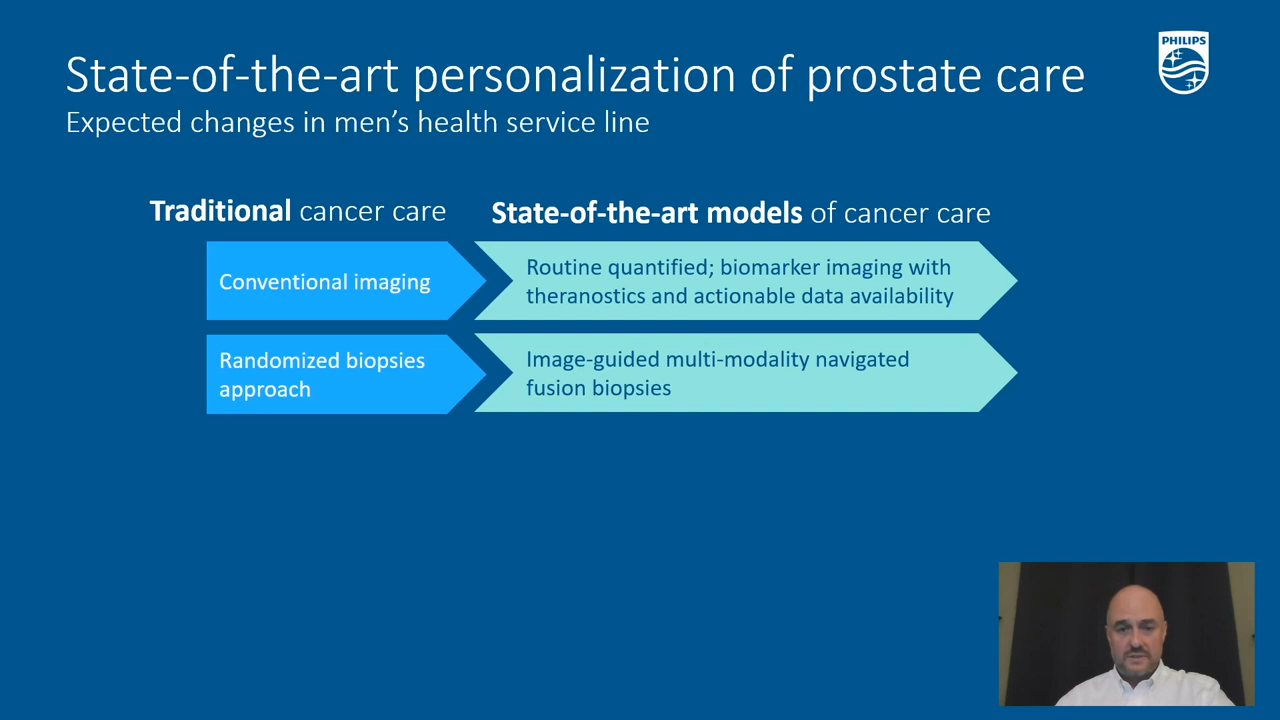 State-of-the-art personalization of prostate care
PHILIPS
Expected changes in men's health service line
Traditional cancer care
State-of-the-art models of cancer care
Conventional imaging
Routine quantified; biomarker imaging with
theranostics and actionable data availability
Randomized biopsies
approach
Image-guided multi-modality navigated
fusion biopsies